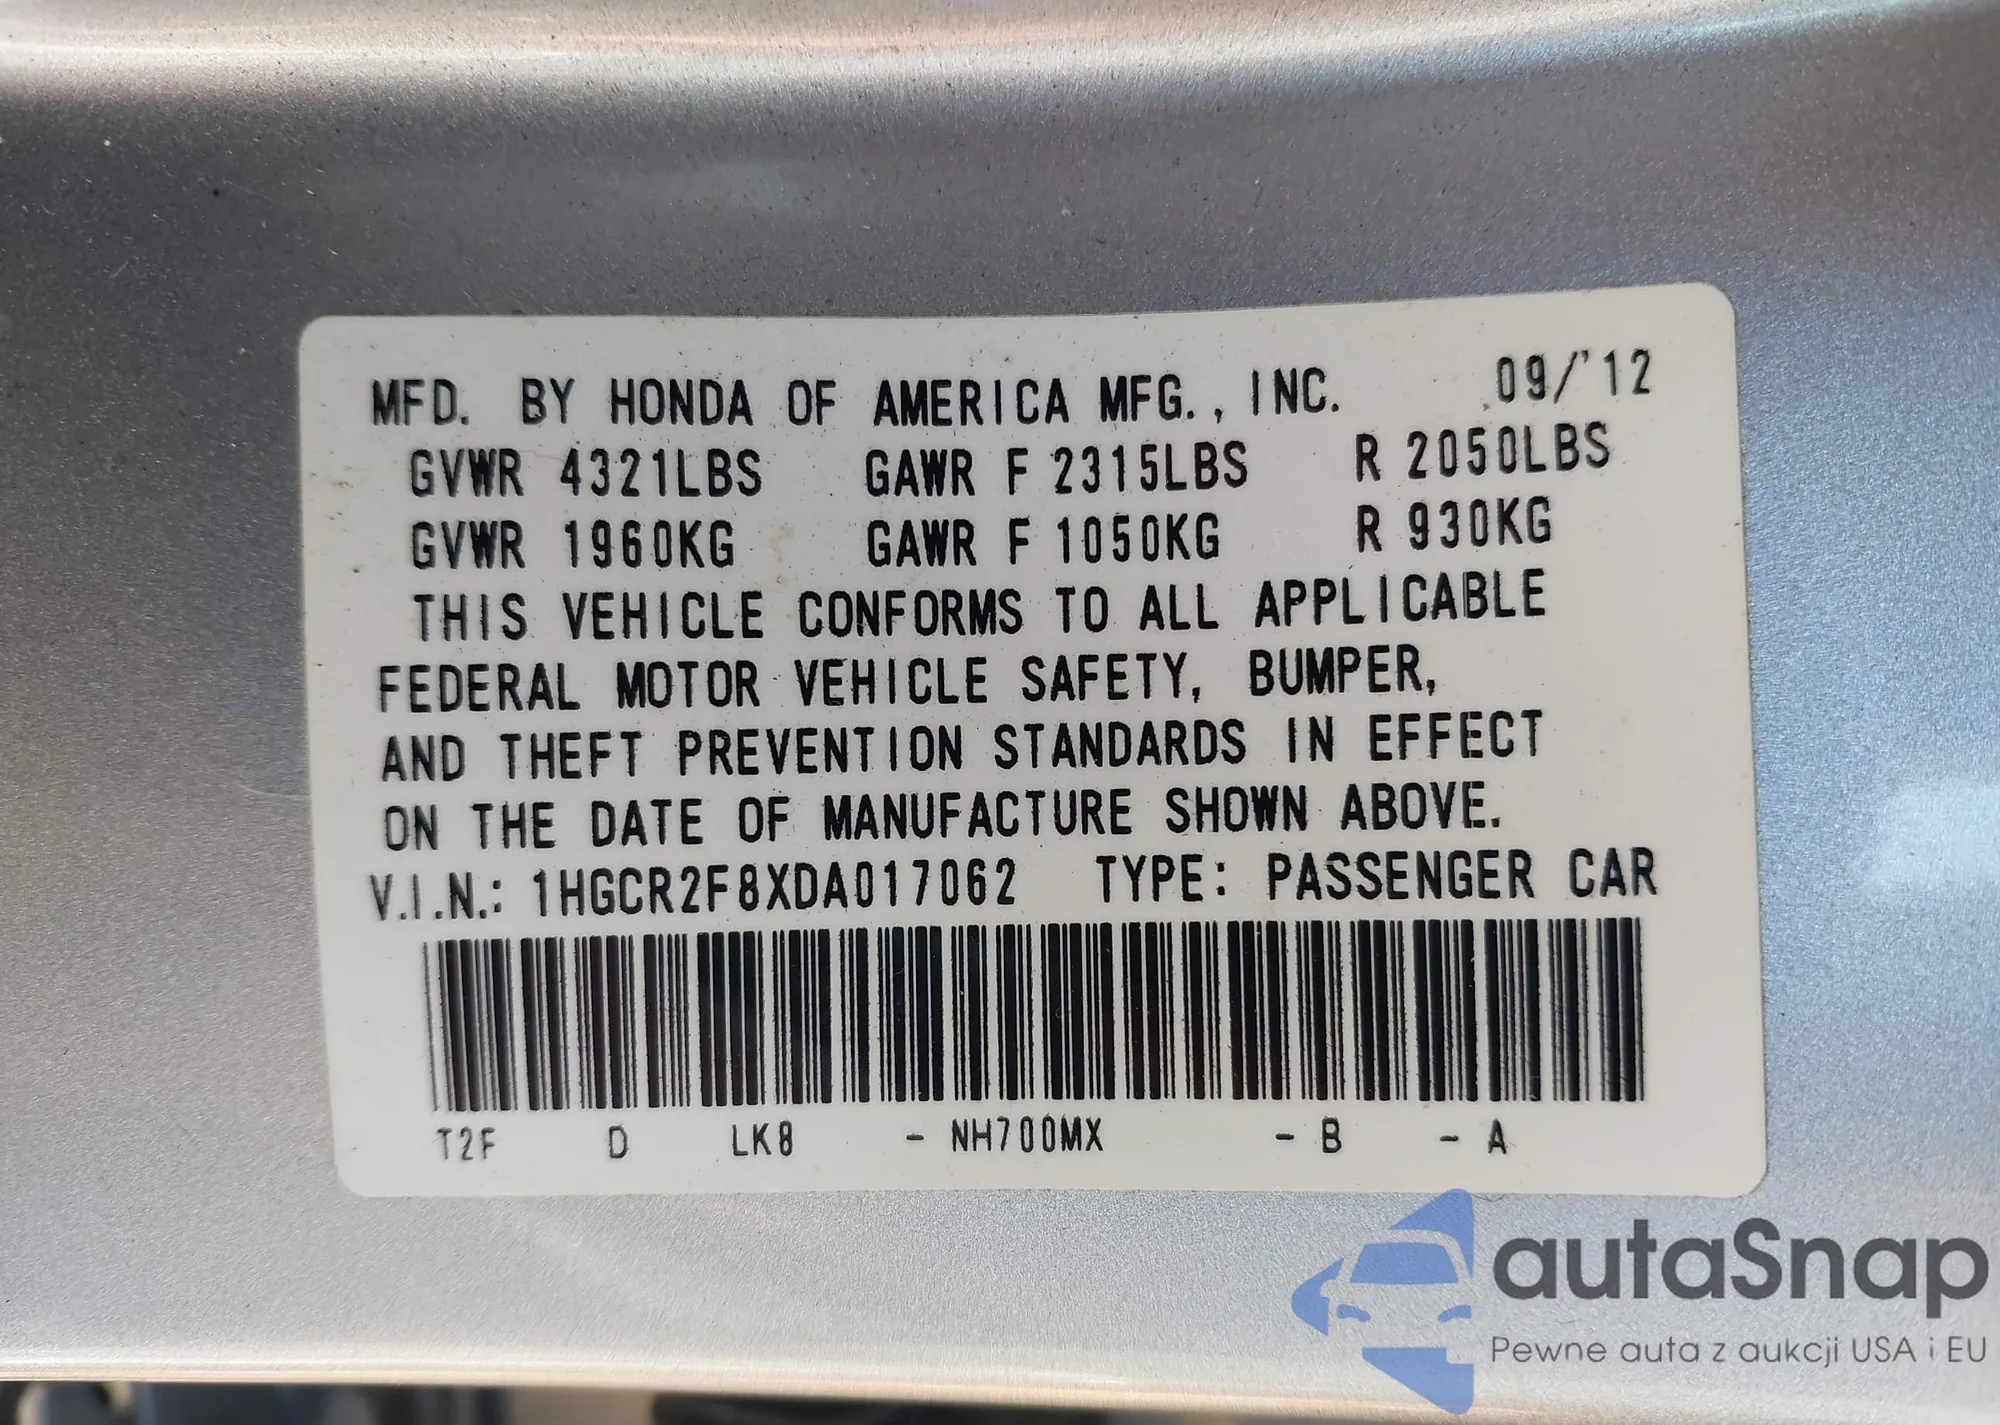 MFD. BY HONDA OF AMERICA MFG., INC. 09/'12
GVWR 4321LBS GAWR F 2315LBS R 2050LBS
GVWR 1960KG GAWR F 1050KG R 930KG
THIS VEHICLE CONFORMS TO ALL APPLICABLE
FEDERAL MOTOR VEHICLE SAFETY, BUMPER,
AND THEFT PREVENTION STANDARDS IN EFFECT
ON THE DATE OF MANUFACTURE SHOWN ABOVE.
V.I.N.: 1HGCR2F8XDA017062 TYPE: PASSENGER CAR
T2F D LK8 - NH700MX - B - A
autaSnap
Pewne auta z aukcji USA i EU